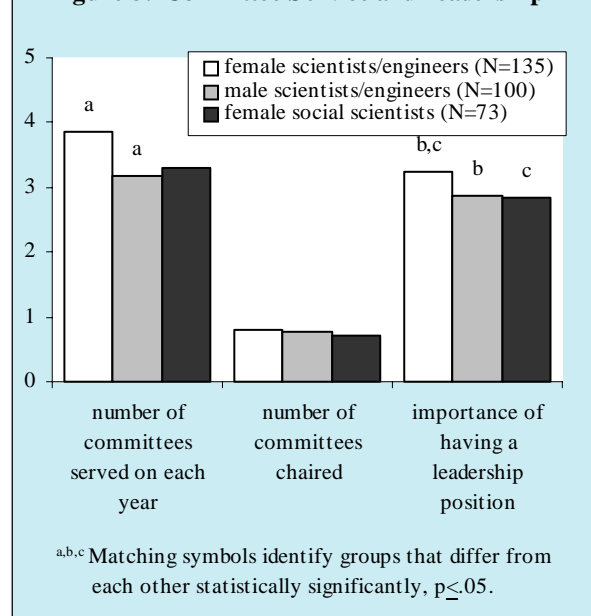 5
4
3
2
1
0
female scientists/engineers (N=135)
male scientists/engineers (N=100)
female social scientists (N=73)
a
a
b,c
b
c
number of
committees
served on each
year
number of
committees
chaired
importance of
having a
leadership
position
a,b,c Matching symbols identify groups that differ from
each other statistically significantly, p≤.05.